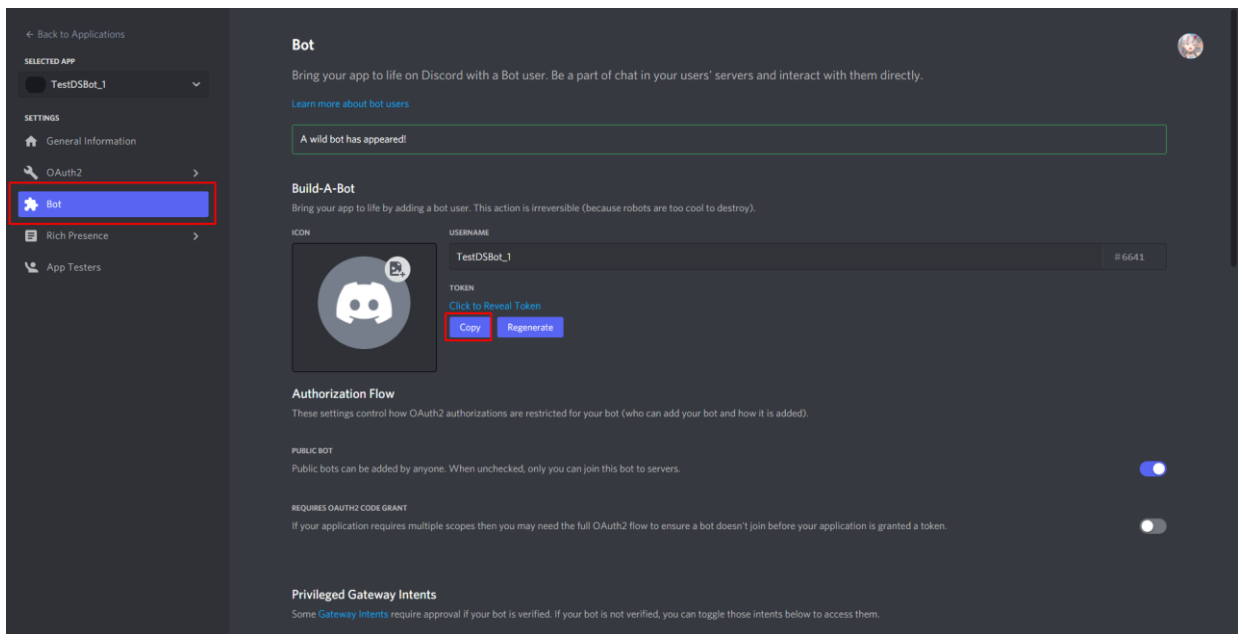 ← Back to Applications
SELECTED APP
TestDSBot_1
SETTINGS
General Information
OAuth2
Bot
Rich Presence
App Testers
Bot
Bring your app to life on Discord with a Bot user. Be a part of chat in your users' servers and interact with them directly.
Learn more about bot users
A wild bot has appeared!
Build-A-Bot
Bring your app to life by adding a bot user. This action is irreversible (because robots are too cool to destroy).
ICON
USERNAME
TestDSBot_1
#6641
TOKEN
Click to Reveal Token
Copy
Regenerate
Authorization Flow
These settings control how OAuth2 authorizations are restricted for your bot (who can add your bot and how it is added).
PUBLIC BOT
Public bots can be added by anyone. When unchecked, only you can join this bot to servers.
REQUIRES OAUTH2 CODE GRANT
If your application requires multiple scopes then you may need the full OAuth2 flow to ensure a bot doesn't join before your application is granted a token.
Privileged Gateway Intents
Some Gateway Intents require approval if your bot is verified. If your bot is not verified, you can toggle those intents below to access them.